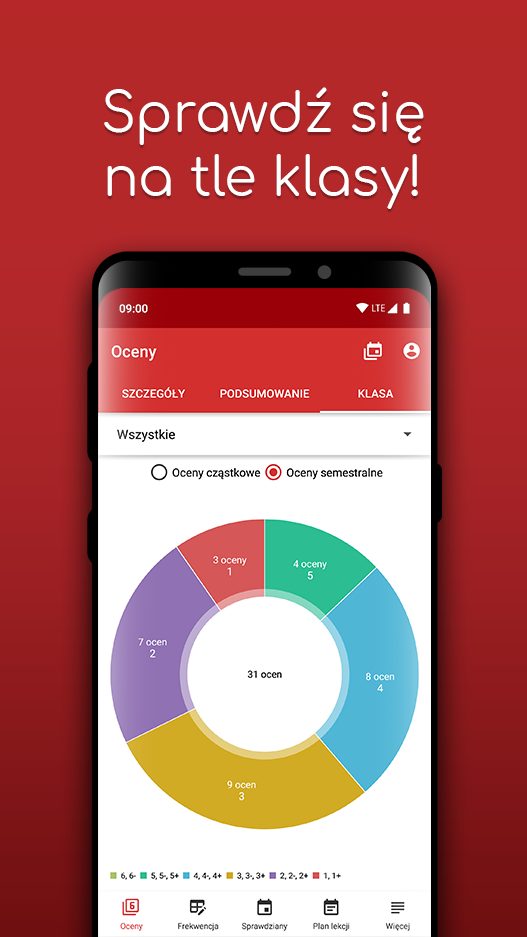 Sprawdź się
na tle klasy!
09:00 LTE
Oceny
SZCZEGÓŁY PODSUMOWANIE KLASA
Wszystkie
Oceny cząstkowe Oceny semestralne
3 oceny
1
4 oceny
5
7 ocen
2
31 ocen
8 ocen
4
9 ocen
3
6, 6- 5, 5-, 5+ 4, 4-, 4+ 3, 3-, 3+ 2, 2-, 2+ 1, 1+
6
Oceny Frekwencja Sprawdziany Plan lekcji Więcej